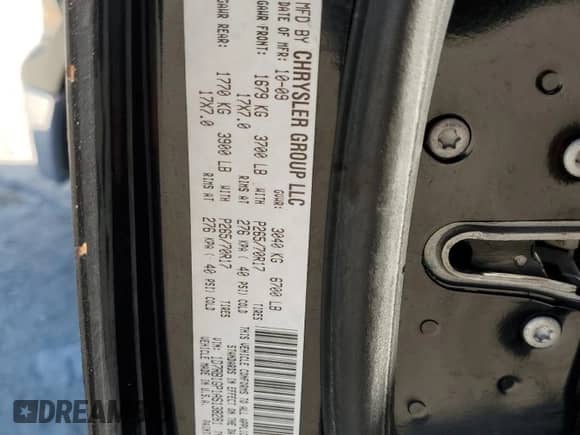 MFD BY CHRYSLER GROUP LLC
DATE OF MFR: 10-09 GVWR: 3040 KG 6700 LB
GAWR FRONT: 1679 KG 3700 LB WITH P265/70R17 TIRES
17X7.0 RIMS AT 276 KPA ( 40 PSI) COLD
GAWR REAR: 1770 KG 3900 LB WITH P265/70R17 TIRES
17X7.0 RIMS AT 276 KPA ( 40 PSI) COLD
THIS VEHICLE CONFORMS TO ALL
STANDARDS IN EFFECT ON THE
VIN:
VEHICLE MADE IN U.S.A.
DREAM